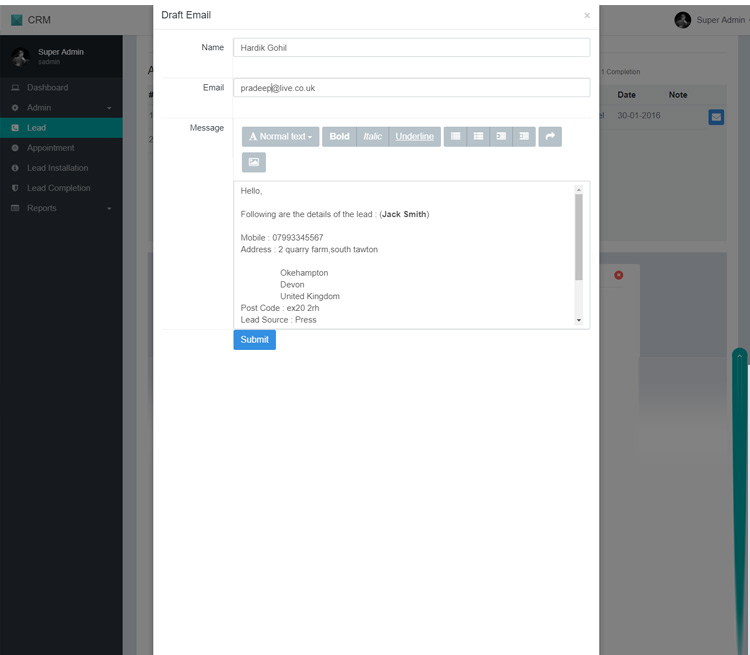 CRM
Super Admin
sadmin
Dashboard
Admin
Lead
Appointment
Lead Installation
Lead Completion
Reports
Draft Email
×
Name
Hardik Gohil
Email
pradeep@live.co.uk
Message
A Normal text
Bold
Italic
Underline
Hello,
Following are the details of the lead : (Jack Smith)
Mobile : 07993345567
Address : 2 quarry farm,south tawton
Okehampton
Devon
United Kingdom
Post Code : ex20 2rh
Lead Source : Press
Submit
Super Admin
1 Completion
Date
Note
30-01-2016